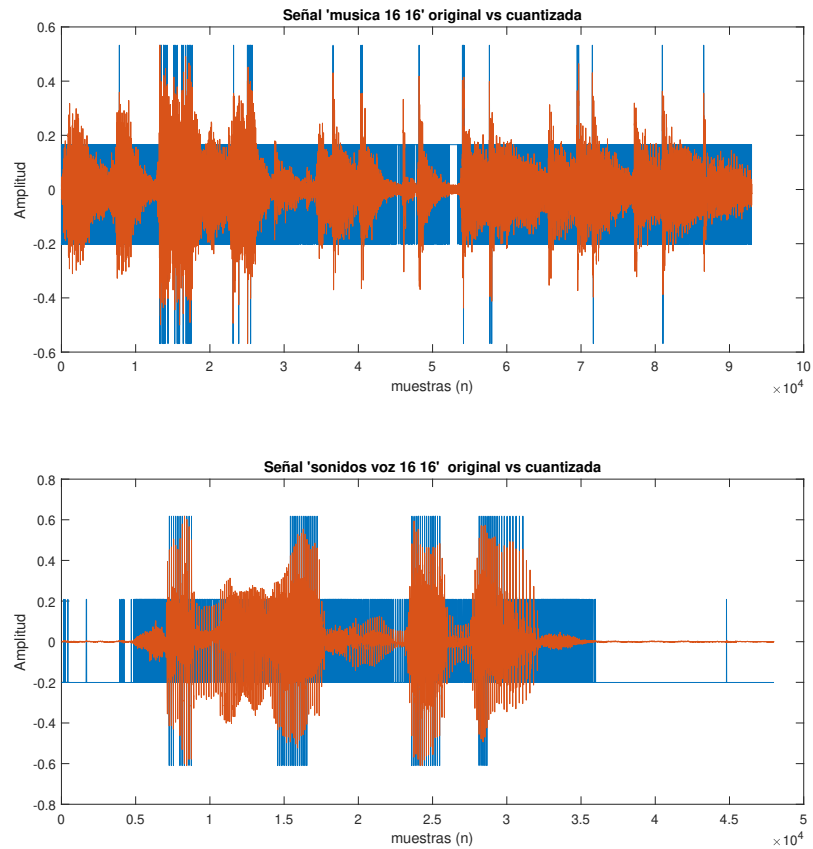 Señal 'musica 16 16' original vs cuantizada
0.6
0.4
0.2
0
-0.2
-0.4
-0.6
Amplitud
0 1 2 3 4 5 6 7 8 9 10
muestras (n)
×10^4
Señal 'sonidos voz 16 16' original vs cuantizada
0.8
0.6
0.4
0.2
0
-0.2
-0.4
-0.6
-0.8
Amplitud
0 0.5 1 1.5 2 2.5 3 3.5 4 4.5 5
muestras (n)
×10^4